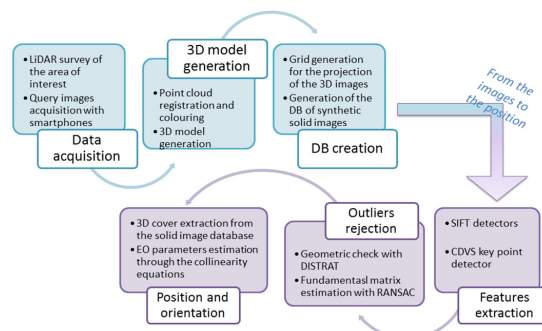 3D model
generation
• LiDAR survey of
the area of
interest
• Query images
acquisition with
smartphones
Data
acquisition
• Point cloud
registration and
colouring
• 3D model
generation
• Grid generation
for the projection
of the 3D images
• Generation of the
DB of synthetic
solid images
DB creation
From the
images to
the position
• SIFT detectors
• CDVS key point
detector
Features
extraction
Outliers
rejection
• Geometric check with
DISTRAT
• Fundamentasl matrix
estimation with RANSAC
• 3D cover extraction from
the solid image database
• EO parameters estimation
through the collinearity
equations
Position and
orientation